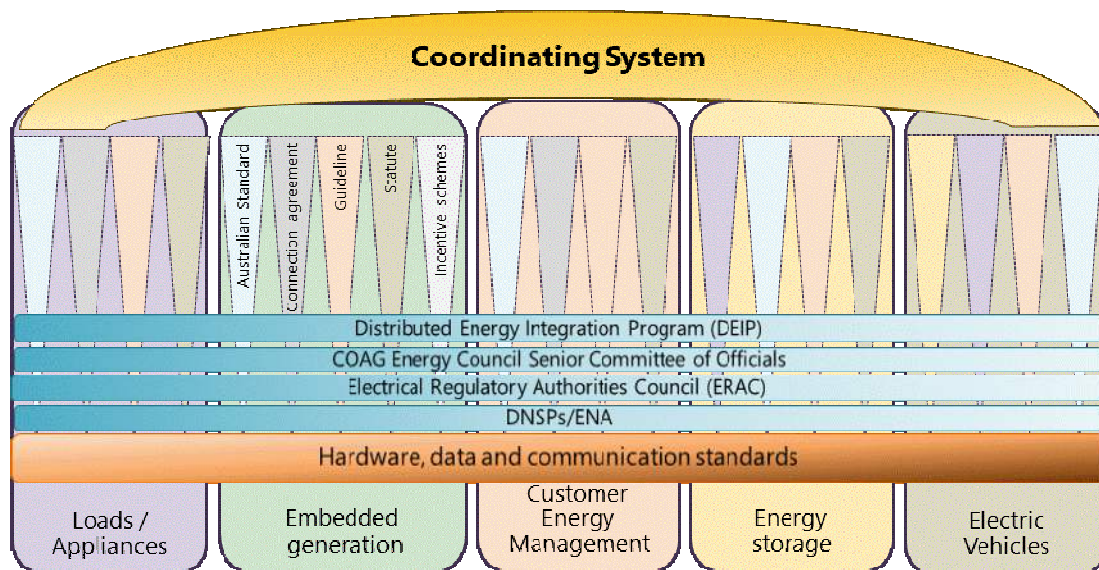 Coordinating System
Australian Standard
Connection agreement
Guideline
Statute
Incentive schemes
Distributed Energy Integration Program (DEIP)
COAG Energy Council Senior Committee of Officials
Electrical Regulatory Authorities Council (ERAC)
DNSPs/ENA
Hardware, data and communication standards
Loads /
Appliances
Embedded
generation
Customer
Energy
Management
Energy
storage
Electric
Vehicles